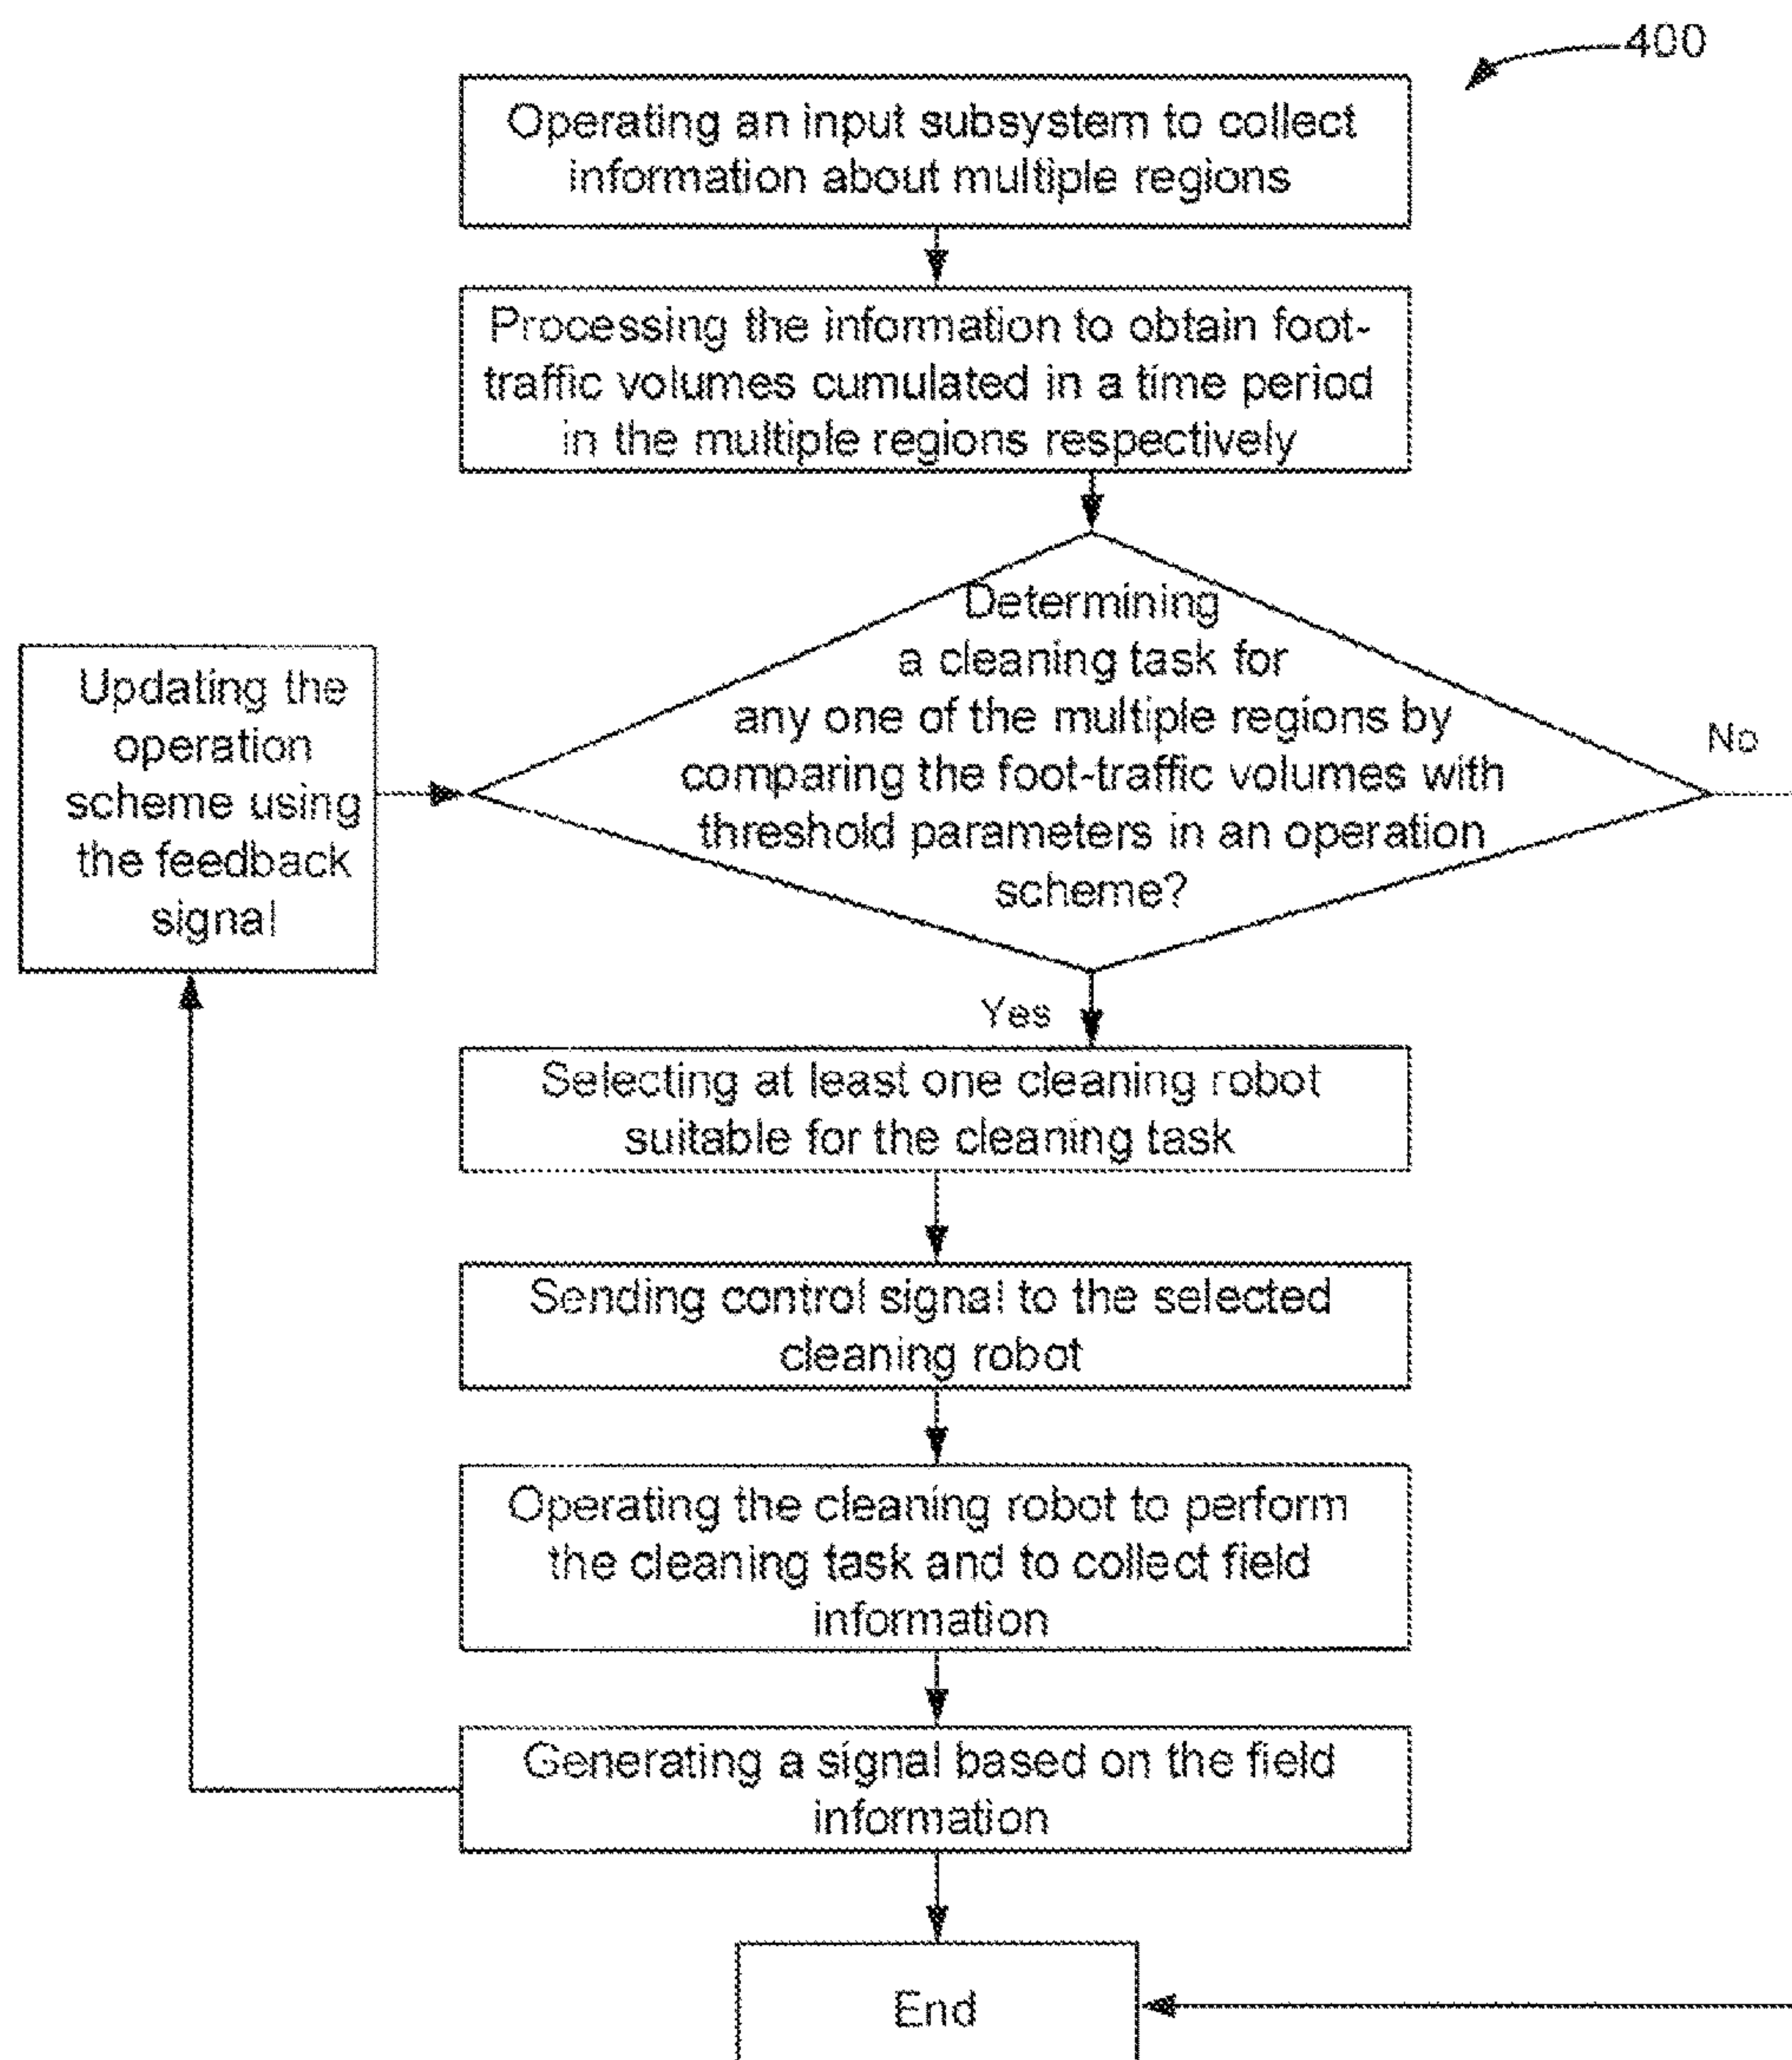 400
Operating an input subsystem to collect
information about multiple regions
Processing the information to obtain foot-
traffic volumes cumulated in a time period
in the multiple regions respectively
Determining
a cleaning task for
any one of the multiple regions by
comparing the foot-traffic volumes with
threshold parameters in an operation
scheme?
No
Updating the
operation
scheme using
the feedback
signal
Yes
Selecting at least one cleaning robot
suitable for the cleaning task
Sending control signal to the selected
cleaning robot
Operating the cleaning robot to perform
the cleaning task and to collect field
information
Generating a signal based on the field
information
End